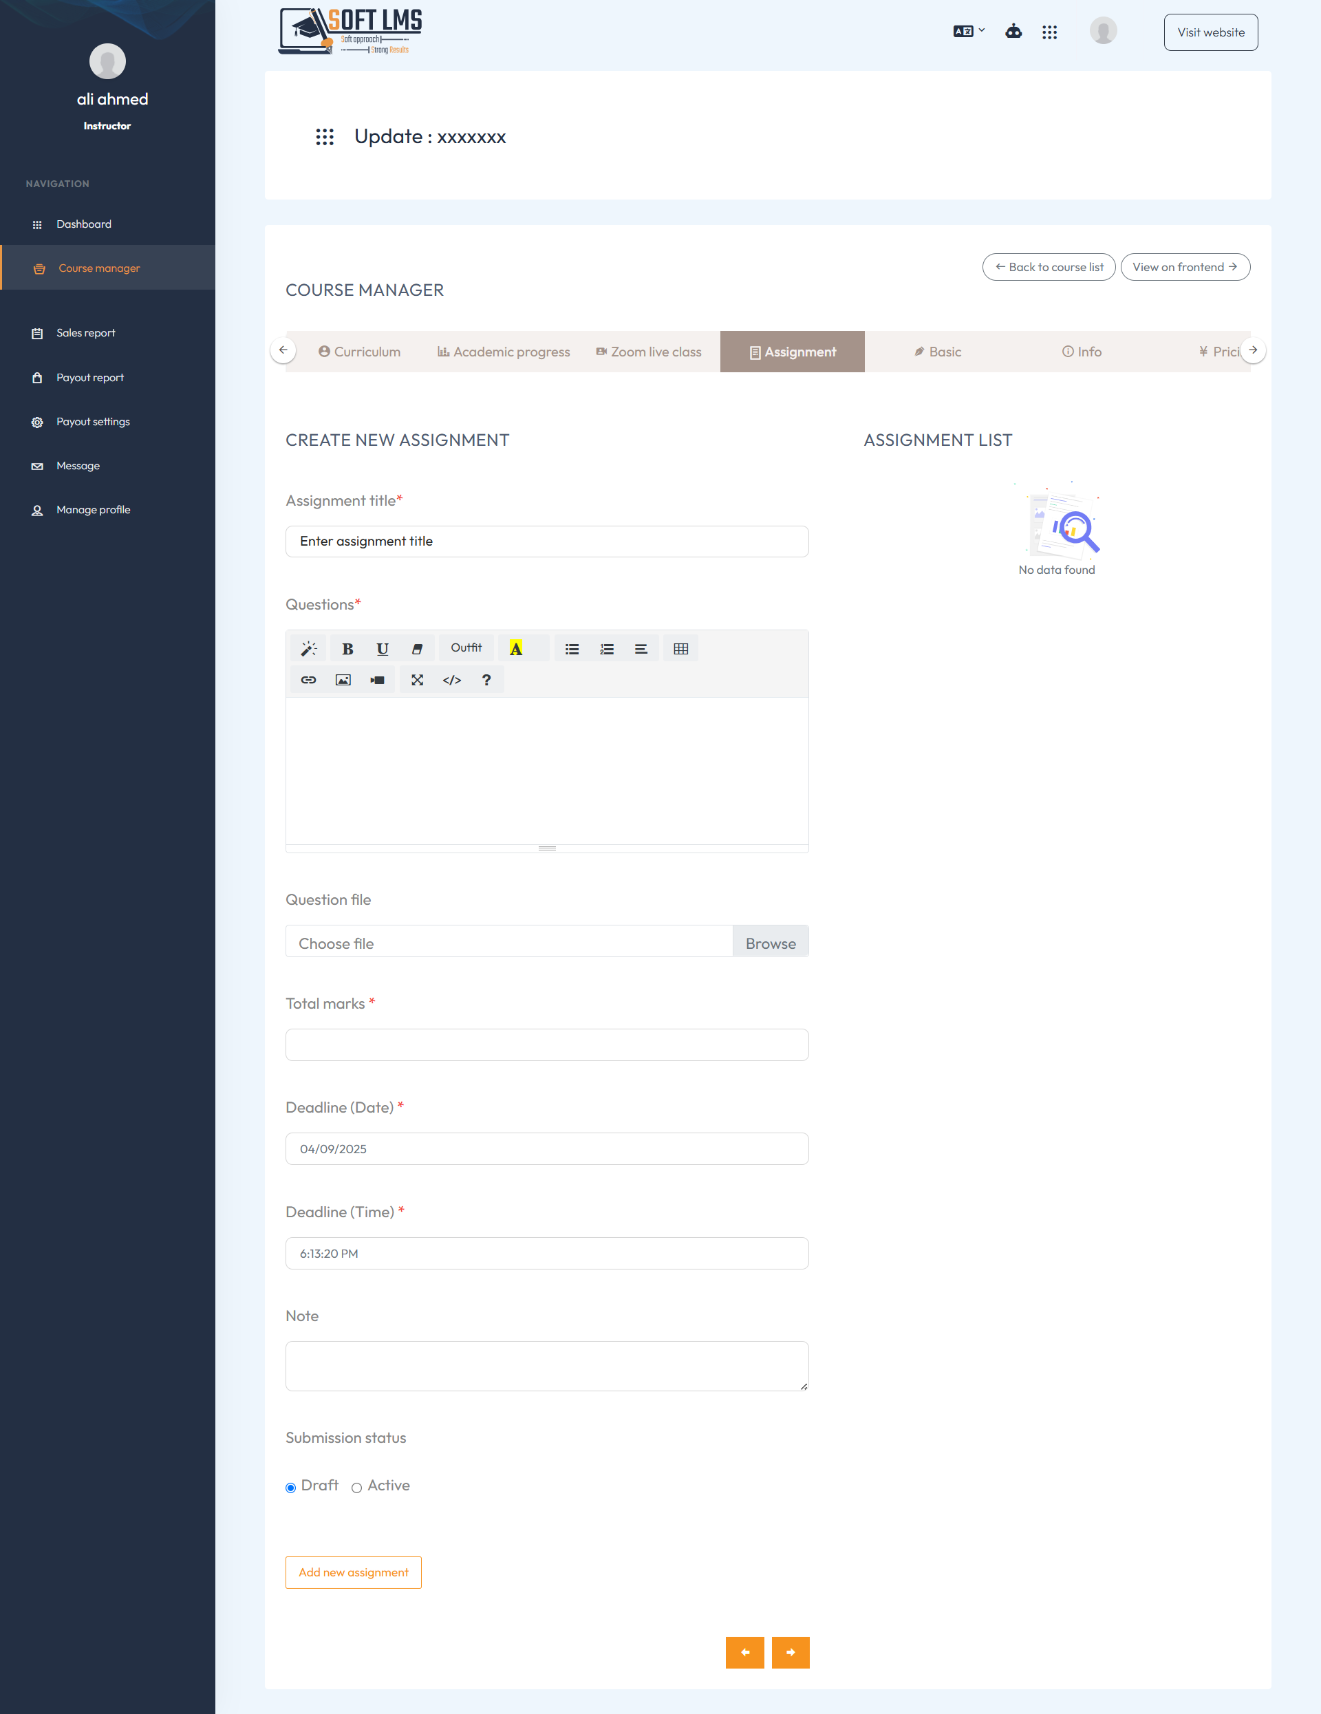 ali ahmed
Instructor
NAVIGATION
Dashboard
Course manager
Sales report
Payout report
Payout settings
Message
Manage profile
SOFT LMS
Soft approach
Strong Results
Visit website
Update : xxxxxxx
← Back to course list
View on frontend →
COURSE MANAGER
Curriculum
Academic progress
Zoom live class
Assignment
Basic
Info
¥ Prici
CREATE NEW ASSIGNMENT
Assignment title*
Enter assignment title
Questions*
B U Outfit A
</> ?
Question file
Choose file
Browse
Total marks *
Deadline (Date) *
04/09/2025
Deadline (Time) *
6:13:20 PM
Note
Submission status
Draft
Active
Add new assignment
ASSIGNMENT LIST
No data found